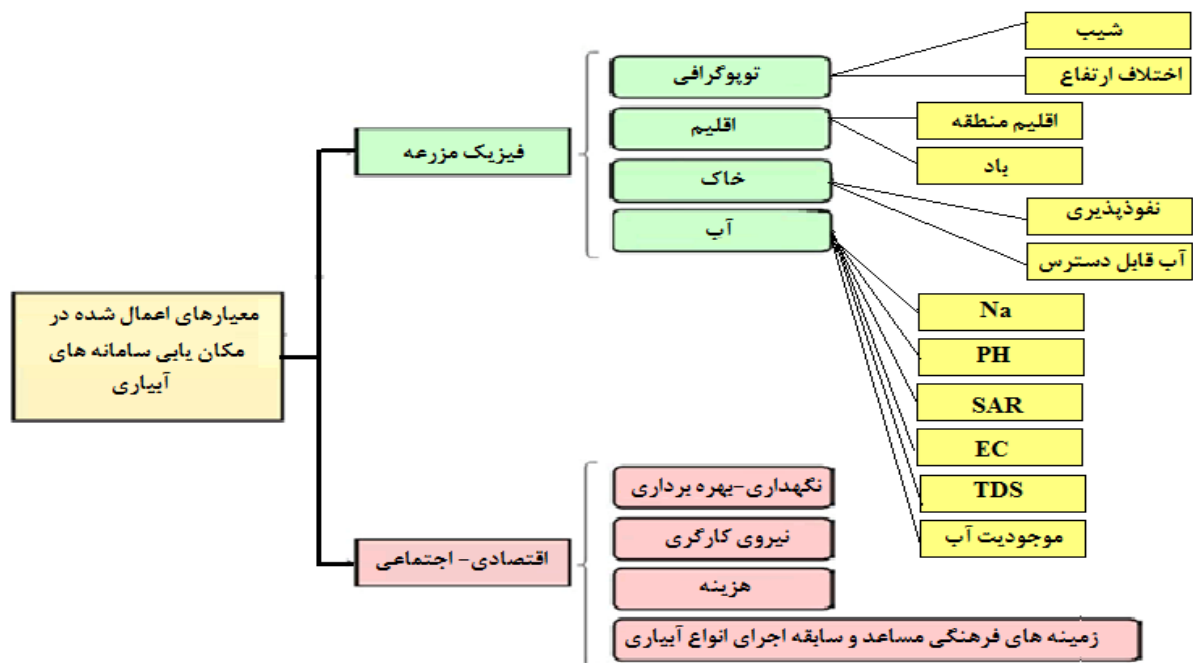 معیارهای اعمال شده در
مکان یابی سامانه های
آبیاری
فیزیک مزرعه
توپوگرافی
شیب
اختلاف ارتفاع
اقلیم
اقلیم منطقه
باد
خاک
نفوذپذیری
آب قابل دسترس
آب
Na
PH
SAR
EC
TDS
موجودیت آب
اقتصادی- اجتماعی
نگهداری-بهره برداری
نیروی کارگری
هزینه
زمینه های فرهنگی مساعد و سابقه اجرای انواع آبیاری